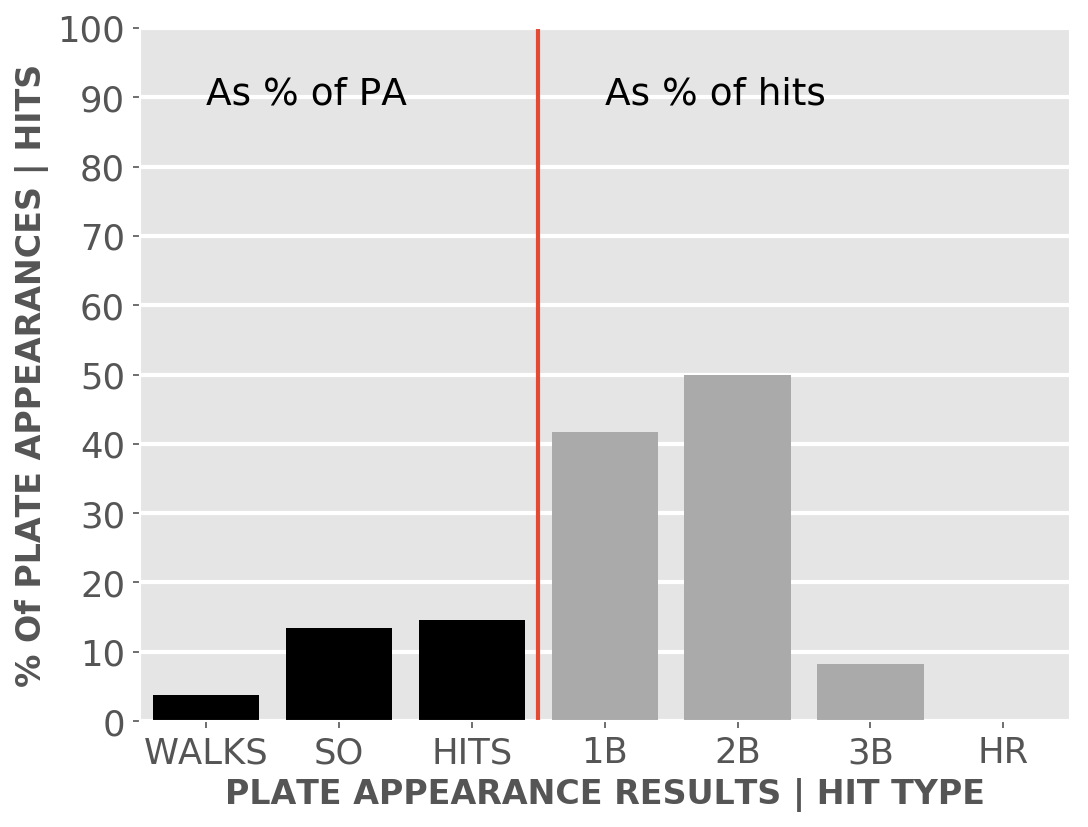 % Of PLATE APPEARANCES | HITS
100
90
80
70
60
50
40
30
20
10
0
As % of PA
As % of hits
WALKS SO HITS 1B 2B 3B HR
PLATE APPEARANCE RESULTS | HIT TYPE